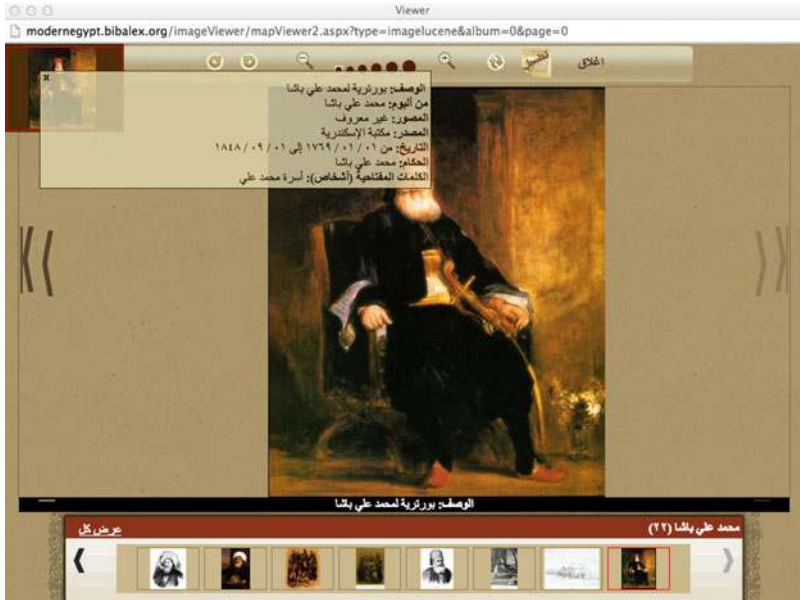 Viewer
modernegypt.bibalex.org/imageViewer/mapViewer2.aspx?type=imagelucene&album=0&page=0
اغلاق
x
الوصف: بورترية لمحمد علي باشا
من ألبوم: محمد علي باشا
المصور: غير معروف
المصدر: مكتبة الإسكندرية
التاريخ: من ٠١ / ٠١ / ١٧٦٩ إلى ٠١ / ٠٩ / ١٨٤٨
الحكام: محمد علي باشا
الكلمات المفتاحية (أشخاص): أسرة محمد علي
الوصف: بورترية لمحمد علي باشا
محمد علي باشا (٢٢)
عرض كل